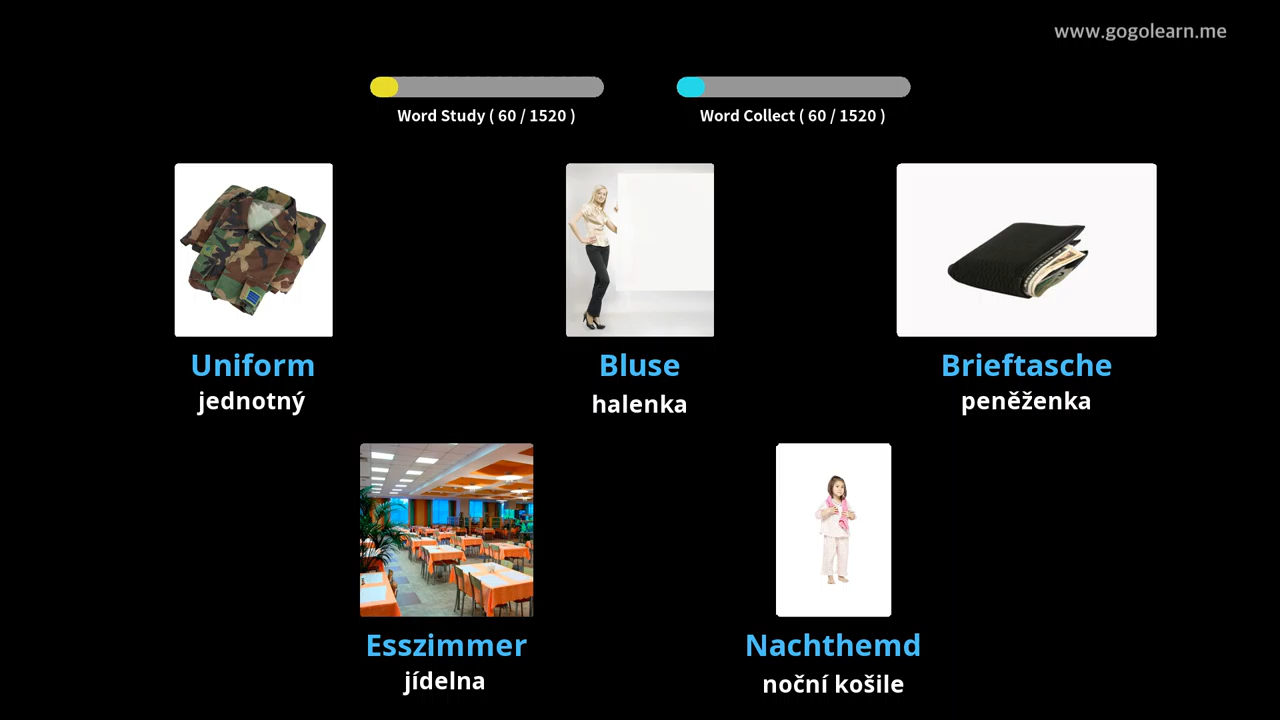 www.gogolearn.me
Word Study ( 60 / 1520 )
Word Collect ( 60 / 1520 )
Uniform
jednotný
Bluse
halenka
Brieftasche
peněženka
Esszimmer
jídelna
Nachthemd
noční košile